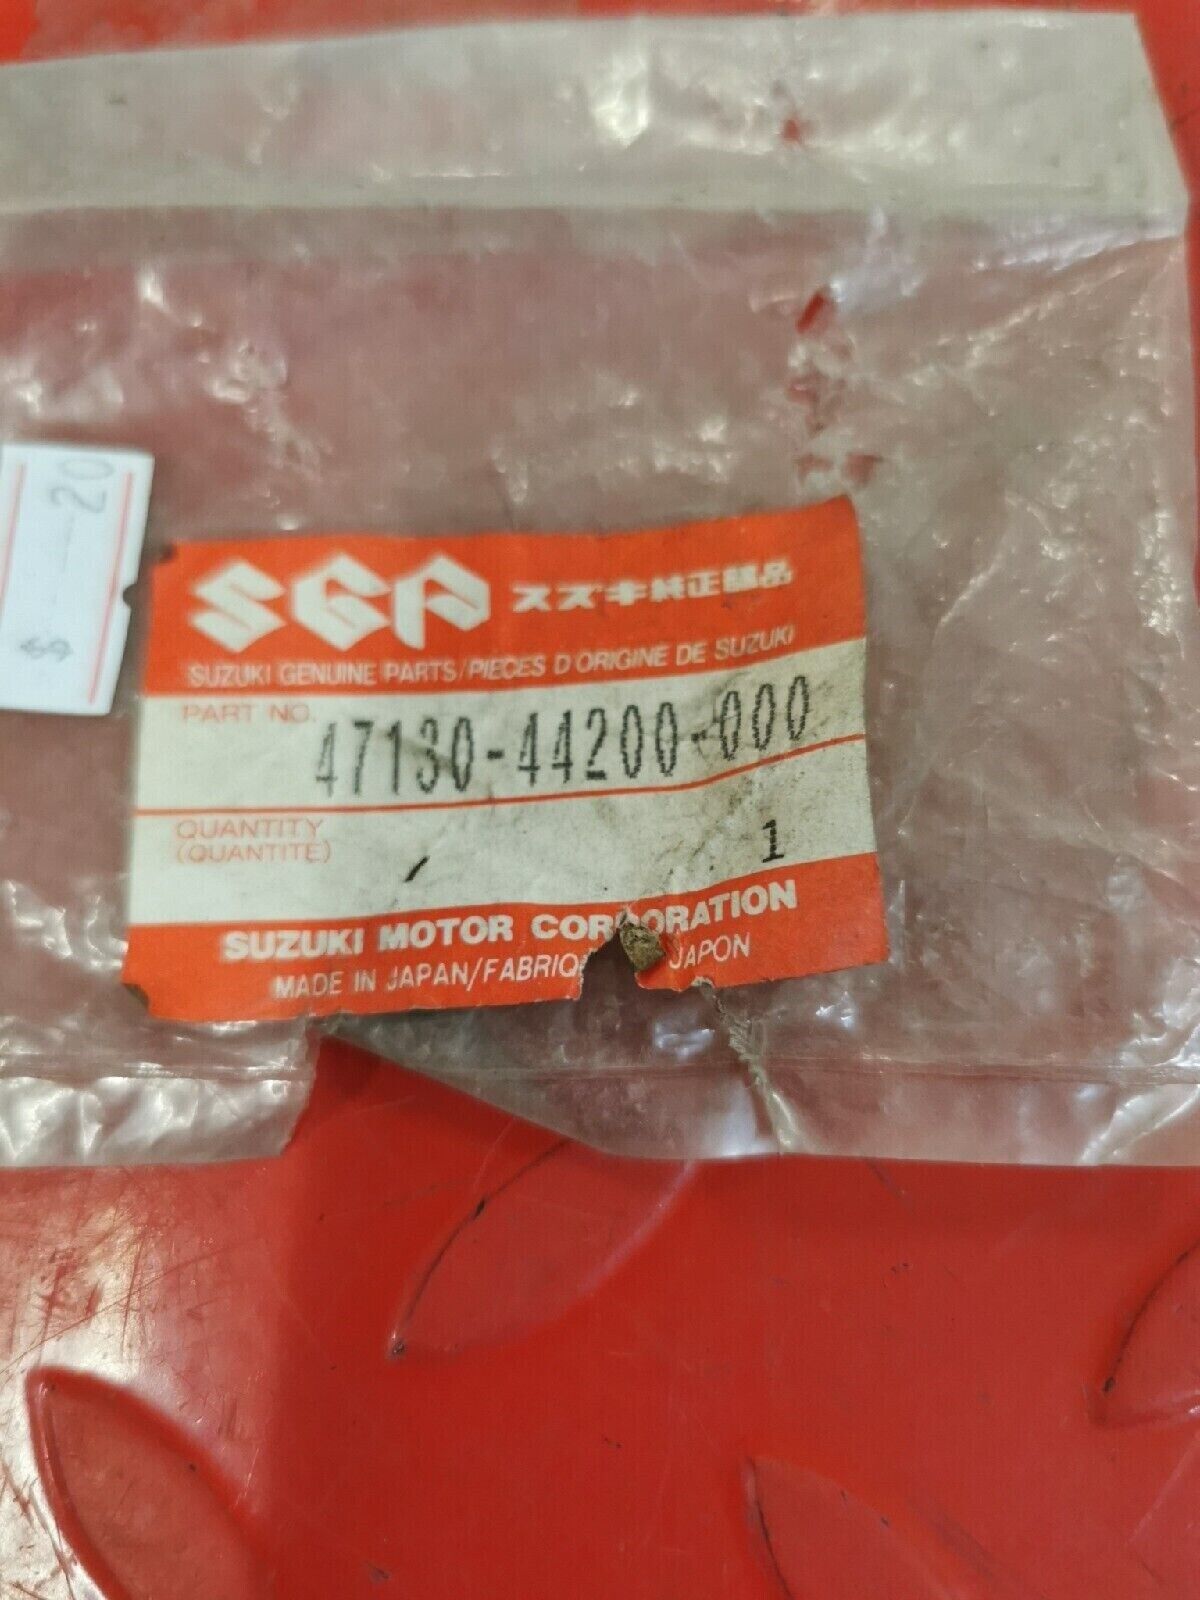 SGP スズキ純正部品
SUZUKI GENUINE PARTS/PIECES D'ORIGINE DE SUZUKI
PART NO. 47130-44200-000
QUANTITY
(QUANTITE) 1
SUZUKI MOTOR CORPORATION
MADE IN JAPAN/FABRIQ JAPON
$ --20